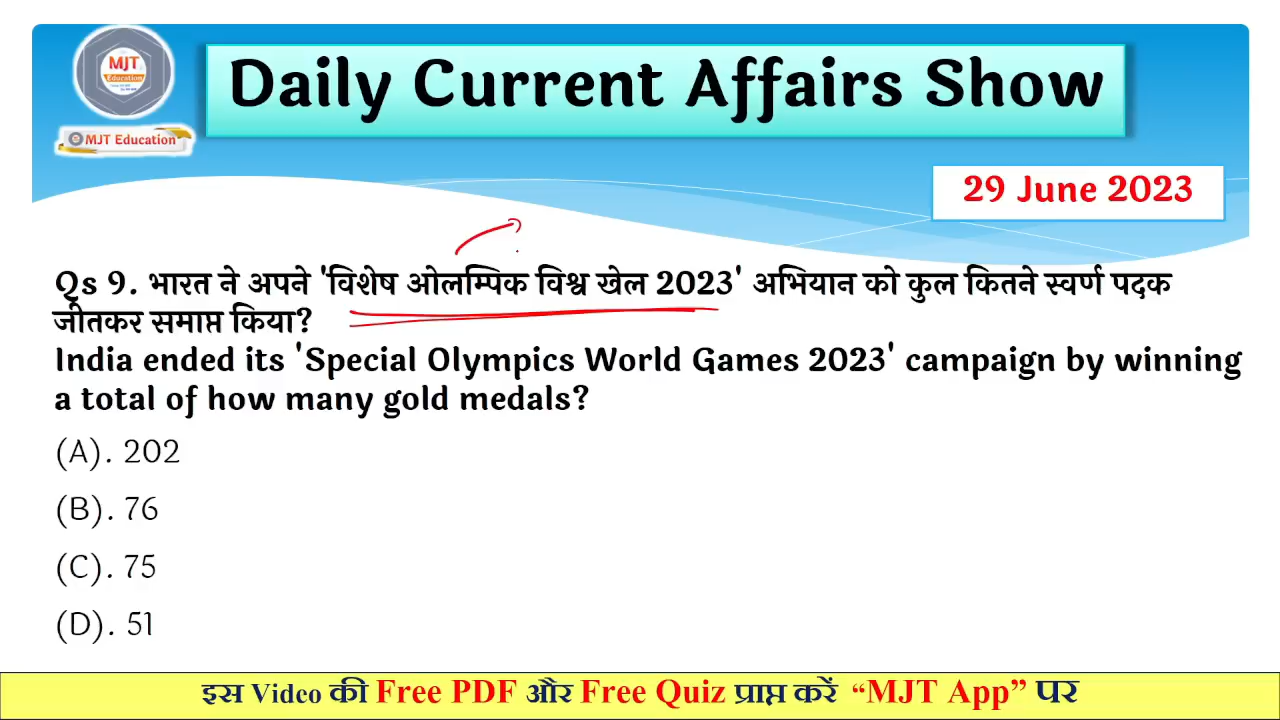 MJT
Education
MJT Education
Daily Current Affairs Show
29 June 2023
Qs 9. भारत ने अपने 'विशेष ओलम्पिक विश्व खेल 2023' अभियान को कुल कितने स्वर्ण पदक
जीतकर समाप्त किया?
India ended its 'Special Olympics World Games 2023' campaign by winning
a total of how many gold medals?
(A). 202
(B). 76
(C). 75
(D). 51
इस Video की Free PDF और Free Quiz प्राप्त करें “MJT App” पर